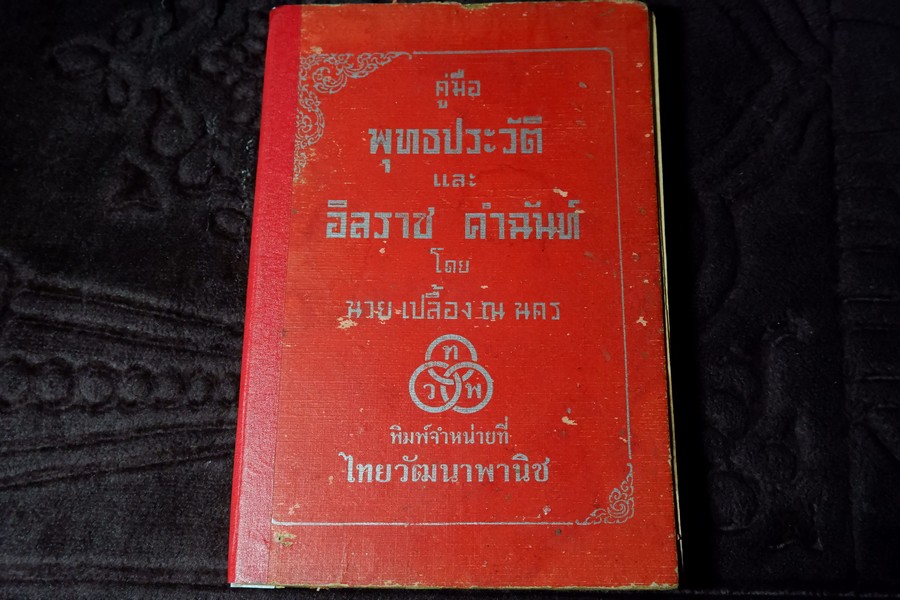 คู่มือ
พุทธประวัติ
และ
อิลราช คำฉันท์
โดย
นาย เปลื้อง ณ นคร
ท
ว พ
พิมพ์จำหน่ายที่
ไทยวัฒนาพานิช